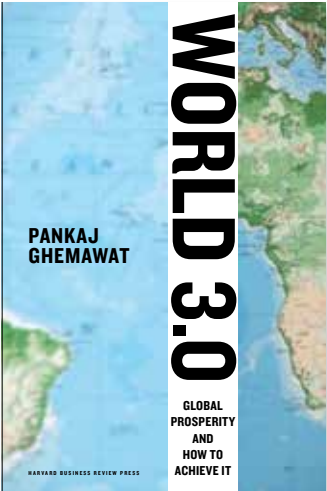 WORLD 3.0
PANKAJ
GHEMAWAT
GLOBAL
PROSPERITY
AND
HOW TO
ACHIEVE IT
HARVARD BUSINESS REVIEW PRESS